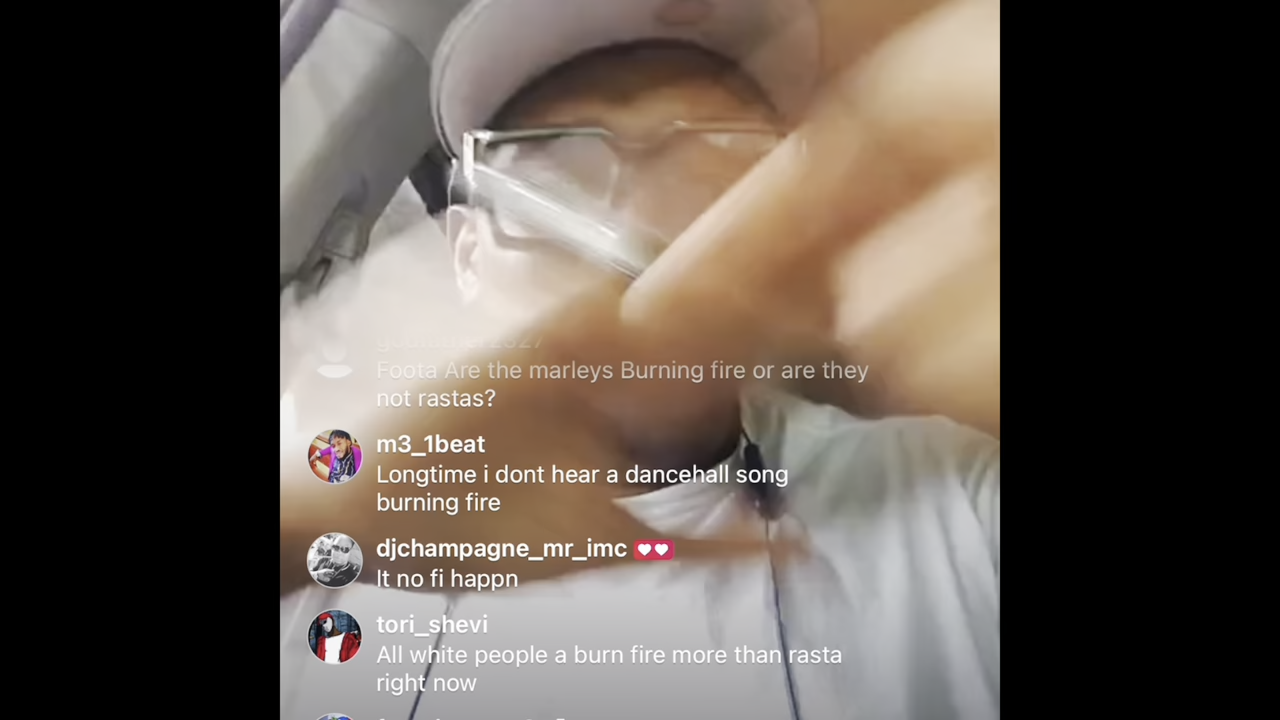 Foota Are the marleys Burning fire or are they
not rastas?
m3_1beat
Longtime i dont hear a dancehall song
burning fire
djchampagne_mr_imc
It no fi happn
tori_shevi
All white people a burn fire more than rasta
right now